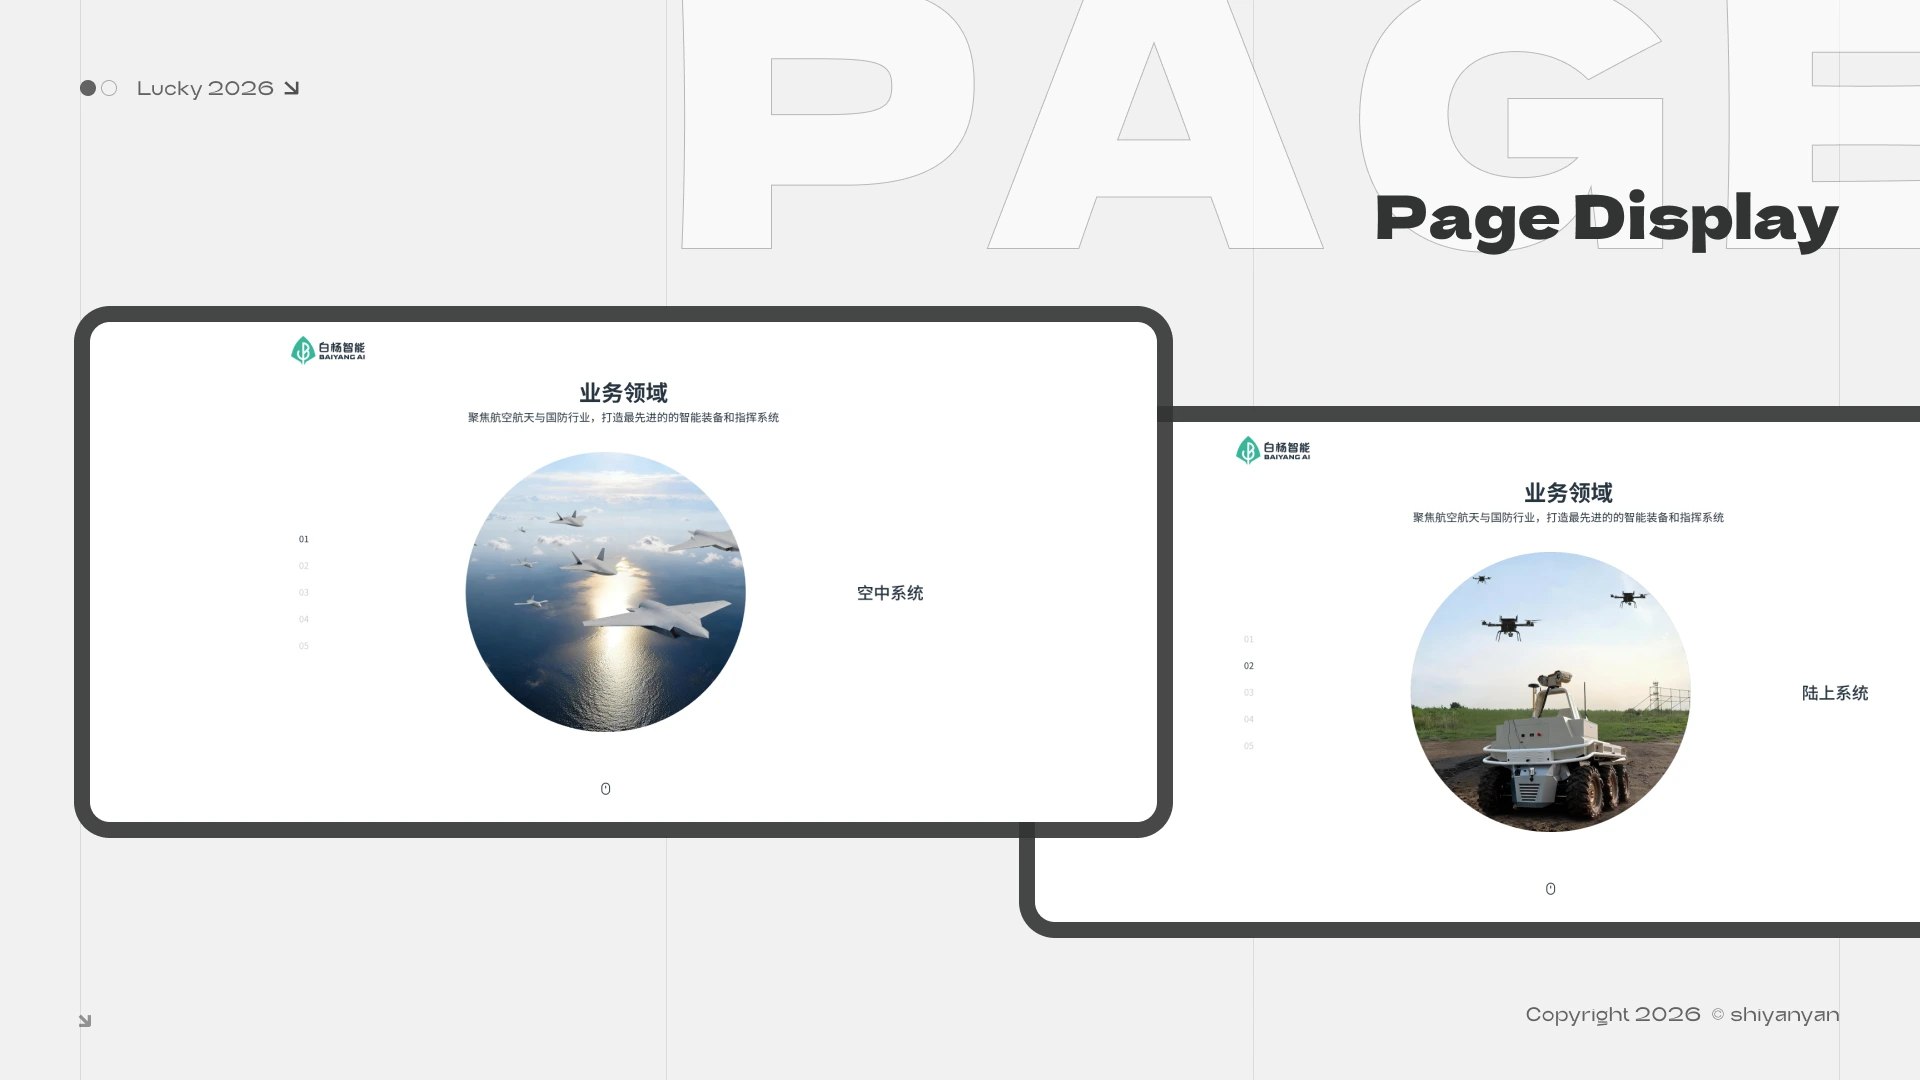 PAGE
Lucky 2026
Page Display
白杨智能
BAIYANG AI
业务领域
聚焦航空航天与国防行业，打造最先进的的智能装备和指挥系统
01
02
03
04
05
空中系统
白杨智能
BAIYANG AI
业务领域
聚焦航空航天与国防行业，打造最先进的的智能装备和指挥系统
01
02
03
04
05
陆上系统
Copyright 2026 © shiyanyan